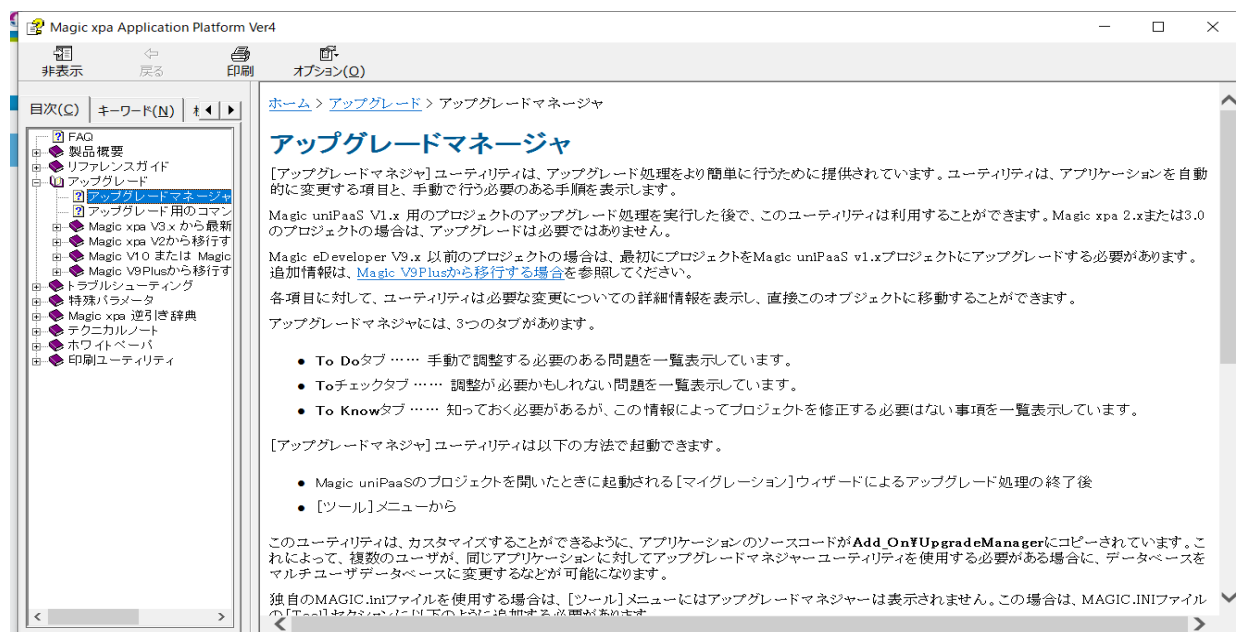 Magic xpa Application Platform Ver4
非表示
戻る
印刷
オプション(O)
目次(C)
キーワード(N)
FAQ
製品概要
リファレンスガイド
アップグレード
アップグレードマネージャ
アップグレード用のコマン
Magic xpa V3.x から最新
Magic xpa V2から移行す
Magic V10 または Magic
Magic V9Plusから移行す
トラブルシューティング
特殊パラメータ
Magic xpa 逆引き辞典
テクニカルノート
ホワイトペーパ
印刷ユーティリティ
ホーム > アップグレード > アップグレードマネージャ
アップグレードマネージャ
[アップグレードマネジャ]ユーティリティは、アップグレード処理をより簡単に行うために提供されています。ユーティリティは、アプリケーションを自動
的に変更する項目と、手動で行う必要のある手順を表示します。
Magic uniPaaS V1.x 用のプロジェクトのアップグレード処理を実行した後で、このユーティリティは利用することができます。Magic xpa 2.xまたは3.0
のプロジェクトの場合は、アップグレードは必要ではありません。
Magic eDeveloper V9.x 以前のプロジェクトの場合は、最初にプロジェクトをMagic uniPaaS v1.xプロジェクトにアップグレードする必要があります。
追加情報は、Magic V9Plusから移行する場合を参照してください。
各項目に対して、ユーティリティは必要な変更についての詳細情報を表示し、直接このオブジェクトに移動することができます。
アップグレードマネジャには、3つのタブがあります。
● To Doタブ …… 手動で調整する必要のある問題を一覧表示しています。
● Toチェックタブ …… 調整が必要かもしれない問題を一覧表示しています。
● To Knowタブ …… 知っておく必要があるが、この情報によってプロジェクトを修正する必要はない事項を一覧表示しています。
[アップグレードマネジャ]ユーティリティは以下の方法で起動できます。
● Magic uniPaaSのプロジェクトを開いたときに起動される[マイグレーション]ウィザードによるアップグレード処理の終了後
● [ツール]メニューから
このユーティリティは、カスタマイズすることができるように、アプリケーションのソースコードがAdd_On¥UpgradeManagerにコピーされています。こ
れによって、複数のユーザが、同じアプリケーションに対してアップグレードマネジャーユーティリティを使用する必要がある場合に、データベースを
マルチユーザデータベースに変更するなどが可能になります。
独自のMAGIC.iniファイルを使用する場合は、[ツール]メニューにはアップグレードマネジャーは表示されません。この場合は、MAGIC.INIファイル
の[Tool]セクションに以下のように追加する必要があります。